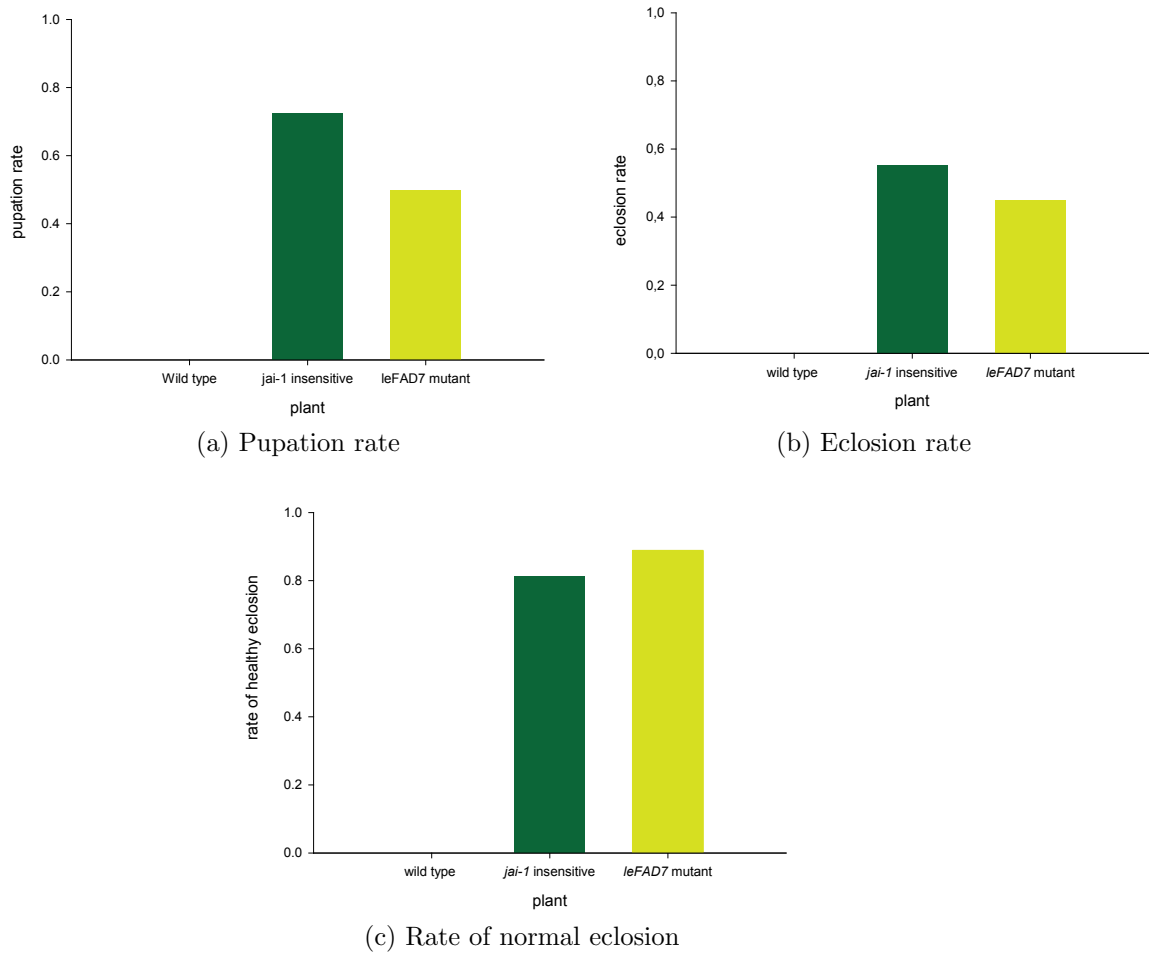 1.0
0.8
0.6
0.4
0.2
0.0
pupation rate
Wild type jai-1 insensitive leFAD7 mutant
plant
(a) Pupation rate
1,0
0,8
0,6
0,4
0,2
0,0
eclosion rate
wild type jai-1 insensitive leFAD7 mutant
plant
(b) Eclosion rate
1.0
0.8
0.6
0.4
0.2
0.0
rate of healthy eclosion
wild type jai-1 insensitive leFAD7 mutant
plant
(c) Rate of normal eclosion